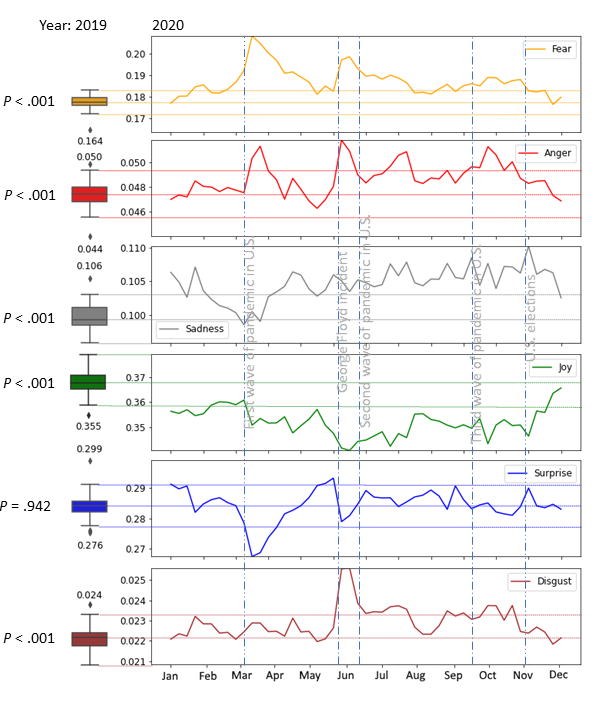 Year: 2019 2020
Fear
0.20
0.19
0.18
0.17
P < .001
0.164
Anger
0.050
0.048
0.046
0.050
P < .001
0.044
0.110
0.105
0.100
0.106
P < .001
Sadness
Joy
0.37
0.36
0.35
P < .001
0.355
First wave of pandemic in U.S.
George Floyd incident
Second wave of pandemic in U.S.
Third wave of pandemic in U.S.
U.S. elections
0.299
Surprise
0.29
0.28
0.27
P = .942
0.276
Disgust
0.025
0.024
0.023
0.022
0.021
0.024
P < .001
Jan Feb Mar Apr May Jun Jul Aug Sep Oct Nov Dec